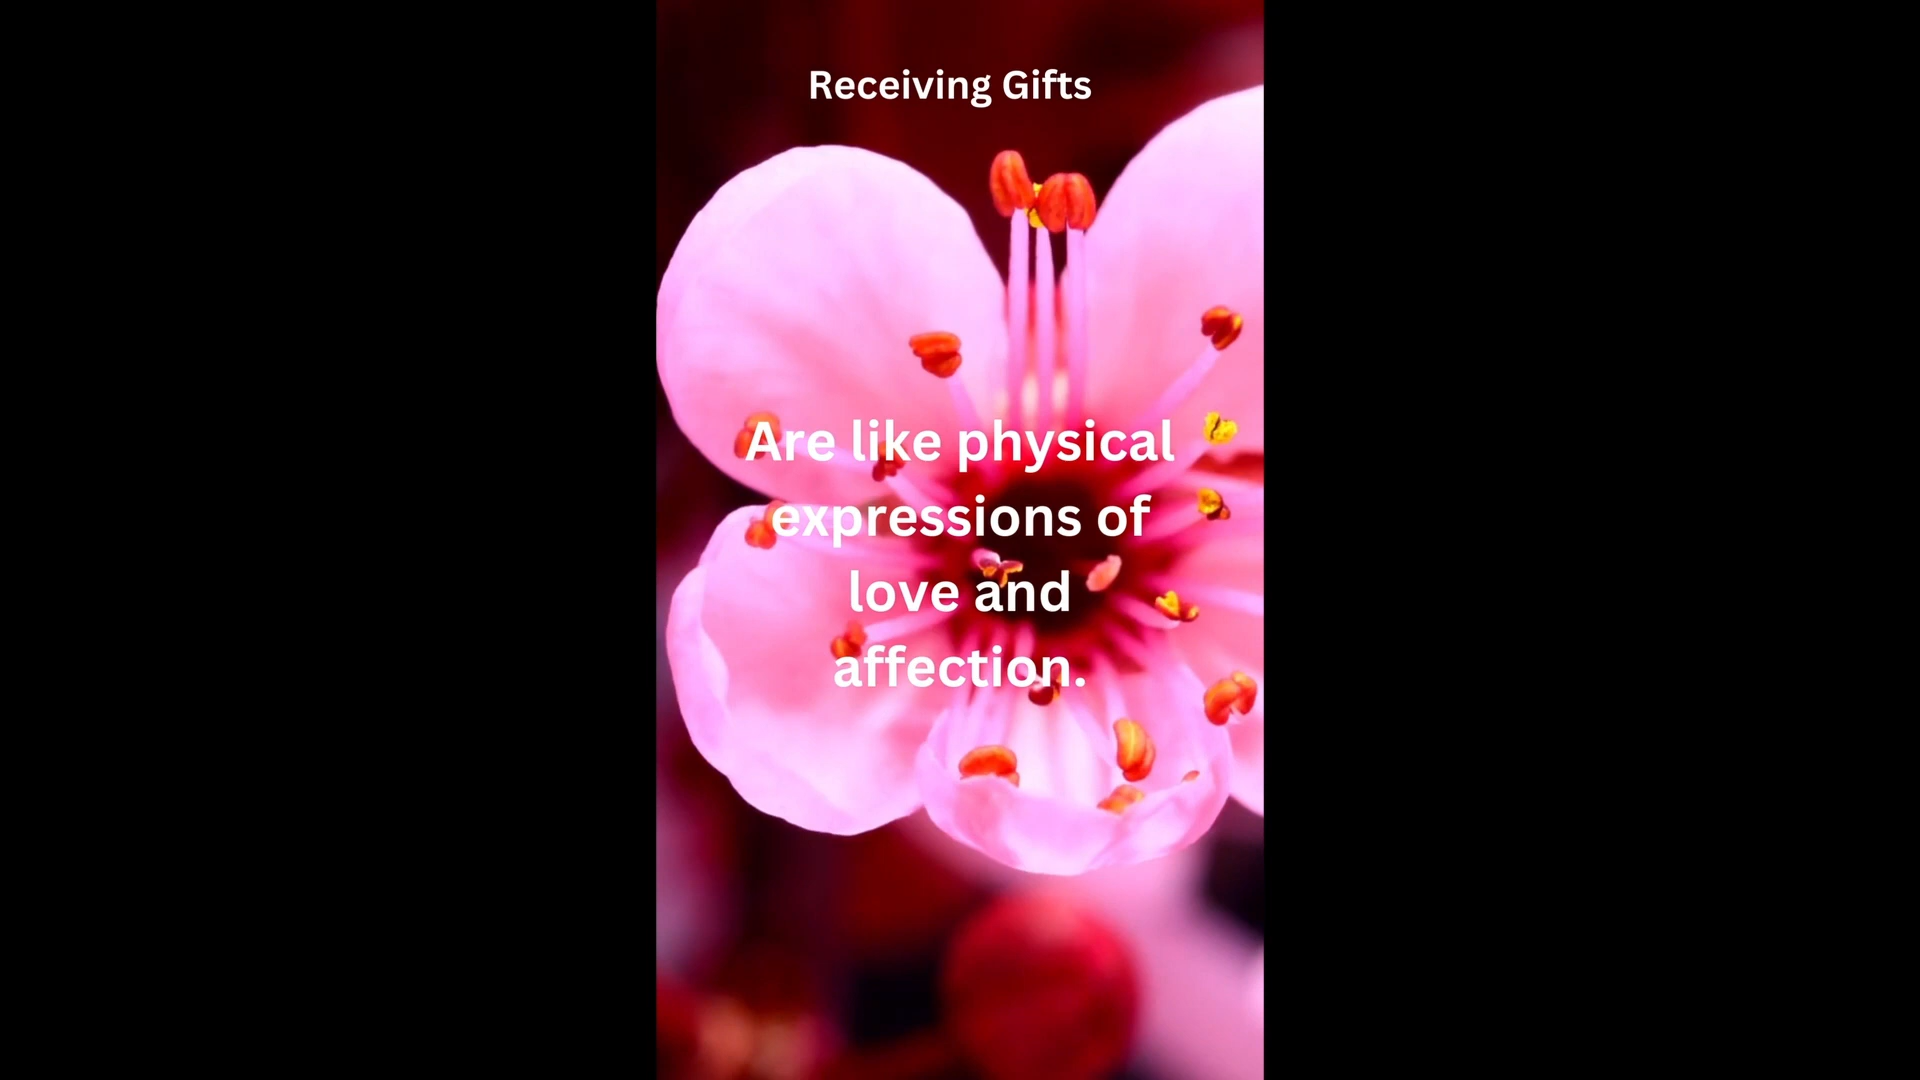 Receiving Gifts
Are like physical
expressions of
love and
affection.